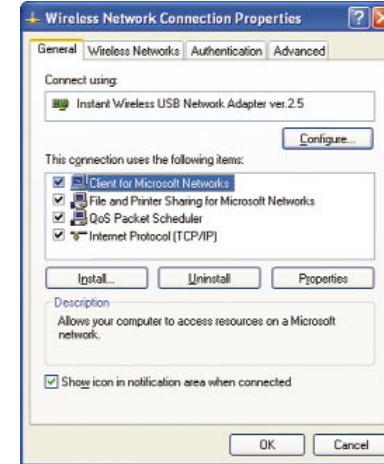 Wireless Network Connection Properties
General Wireless Networks Authentication Advanced
Connect using:
Instant Wireless USB Network Adapter ver.2.5
Configure...
This connection uses the following items:
Client for Microsoft Networks
File and Printer Sharing for Microsoft Networks
QoS Packet Scheduler
Internet Protocol (TCP/IP)
Install... Uninstall Properties
Description
Allows your computer to access resources on a Microsoft
network.
Show icon in notification area when connected
OK Cancel